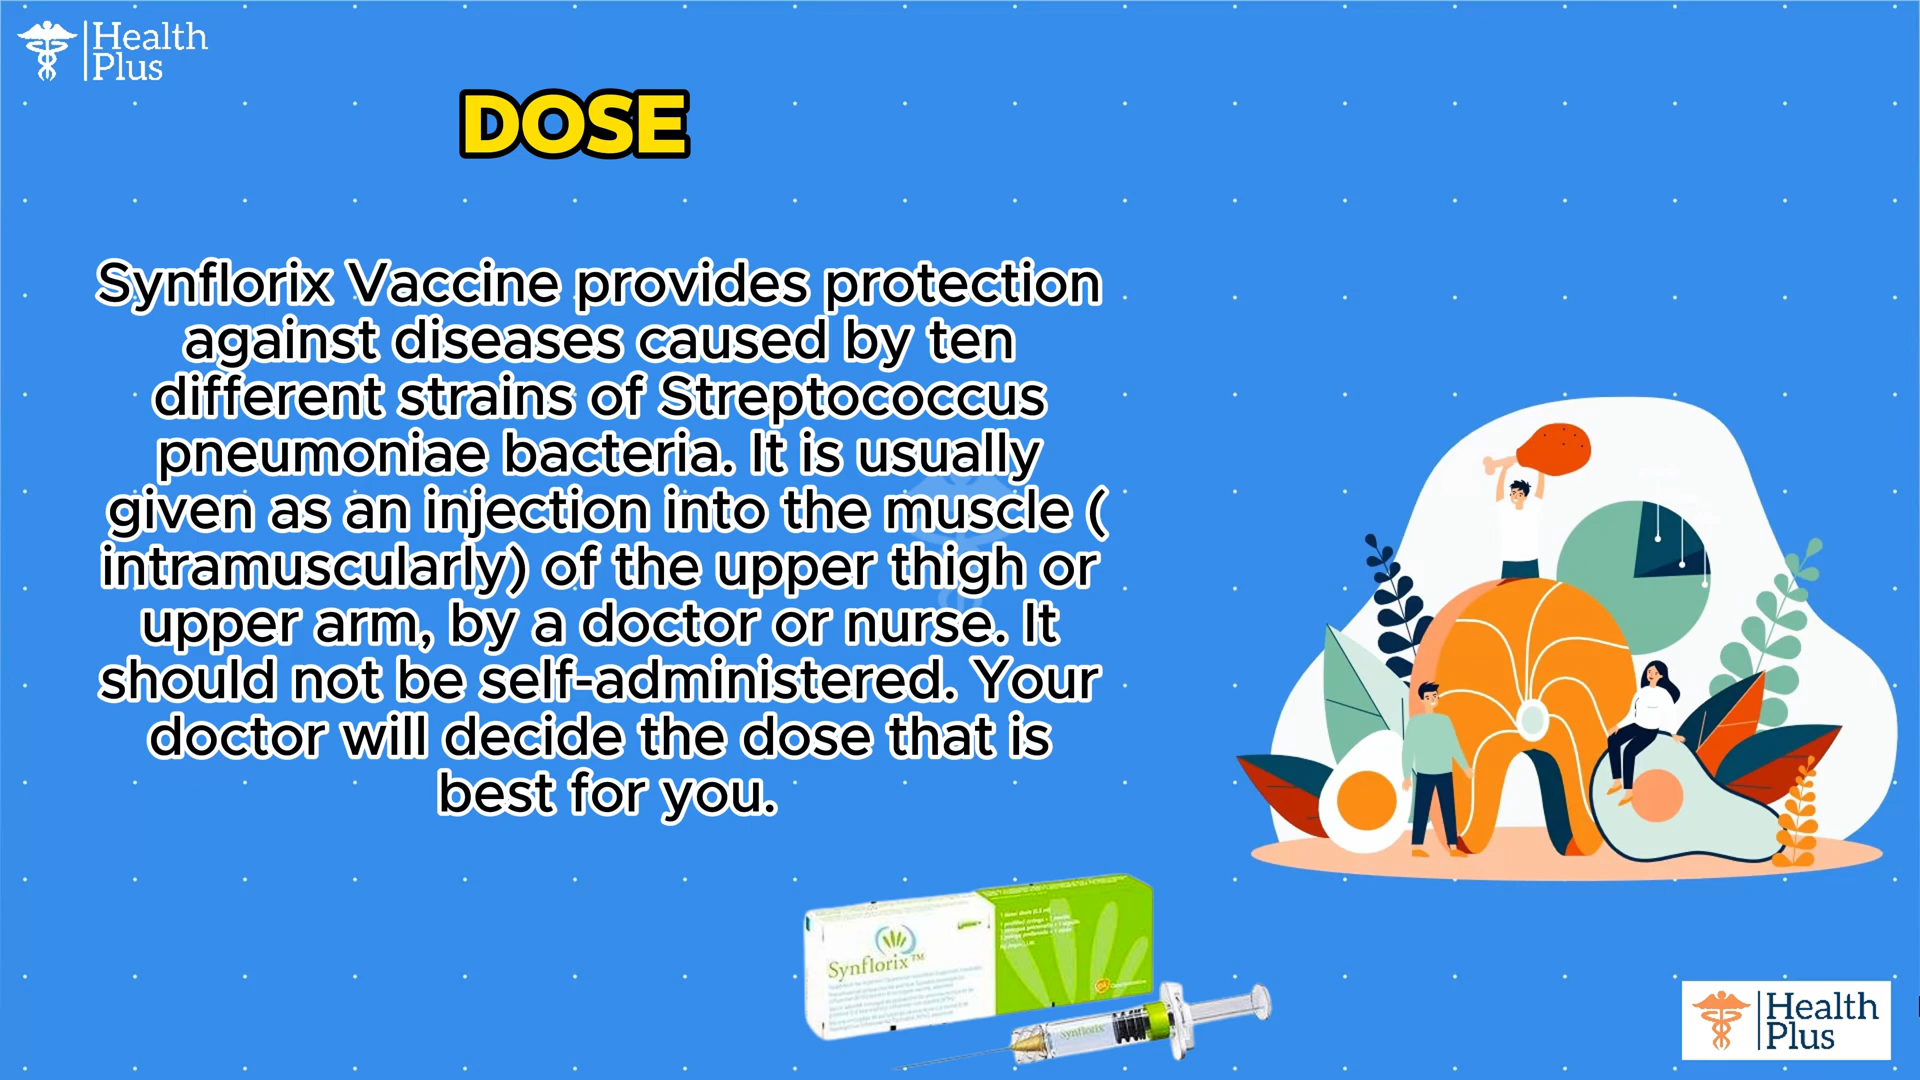 Health
Plus
DOSE
Synflorix Vaccine provides protection
against diseases caused by ten
different strains of Streptococcus
pneumoniae bacteria. It is usually
given as an injection into the muscle (
intramuscularly) of the upper thigh or
upper arm, by a doctor or nurse. It
should not be self-administered. Your
doctor will decide the dose that is
best for you.
Synflorix™
Synflorix
Health
Plus